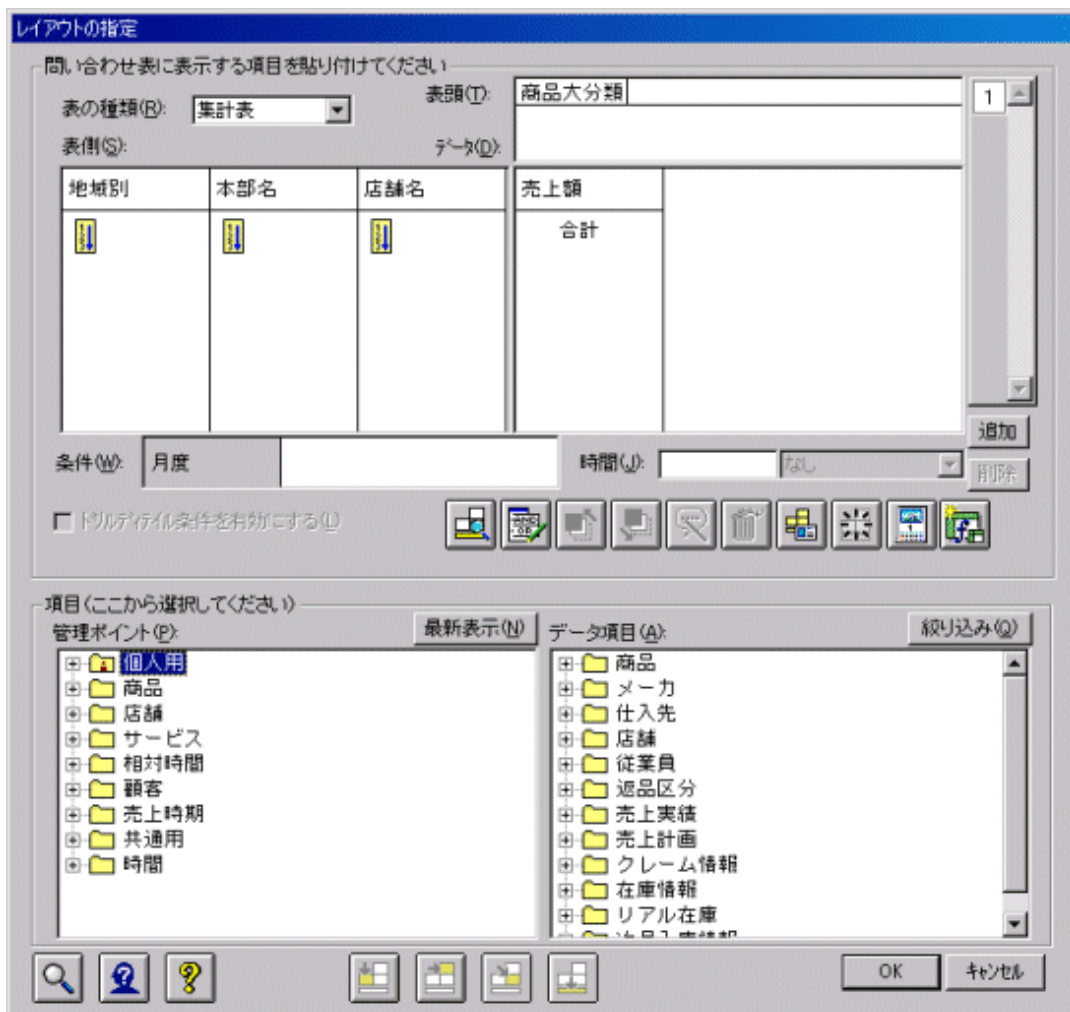 レイアウトの指定
問い合わせ表に表示する項目を貼り付けてください
表の種類(R): 集計表
表頭(T): 商品大分類
1
表側(S):
データ(D):
地域別 本部名 店舗名 売上額
合計
追加
条件(W): 月度
時間(J): なし
削除
ドリルディテイル条件を有効にする(L)
項目(ここから選択してください)
管理ポイント(P): 最新表示(N)
データ項目(A): 絞り込み(Q)
個人用
商品
店舗
サービス
相対時間
顧客
売上時期
共通用
時間
商品
メーカ
仕入先
店舗
従業員
返品区分
売上実績
売上計画
クレーム情報
在庫情報
リアル在庫
OK キャンセル